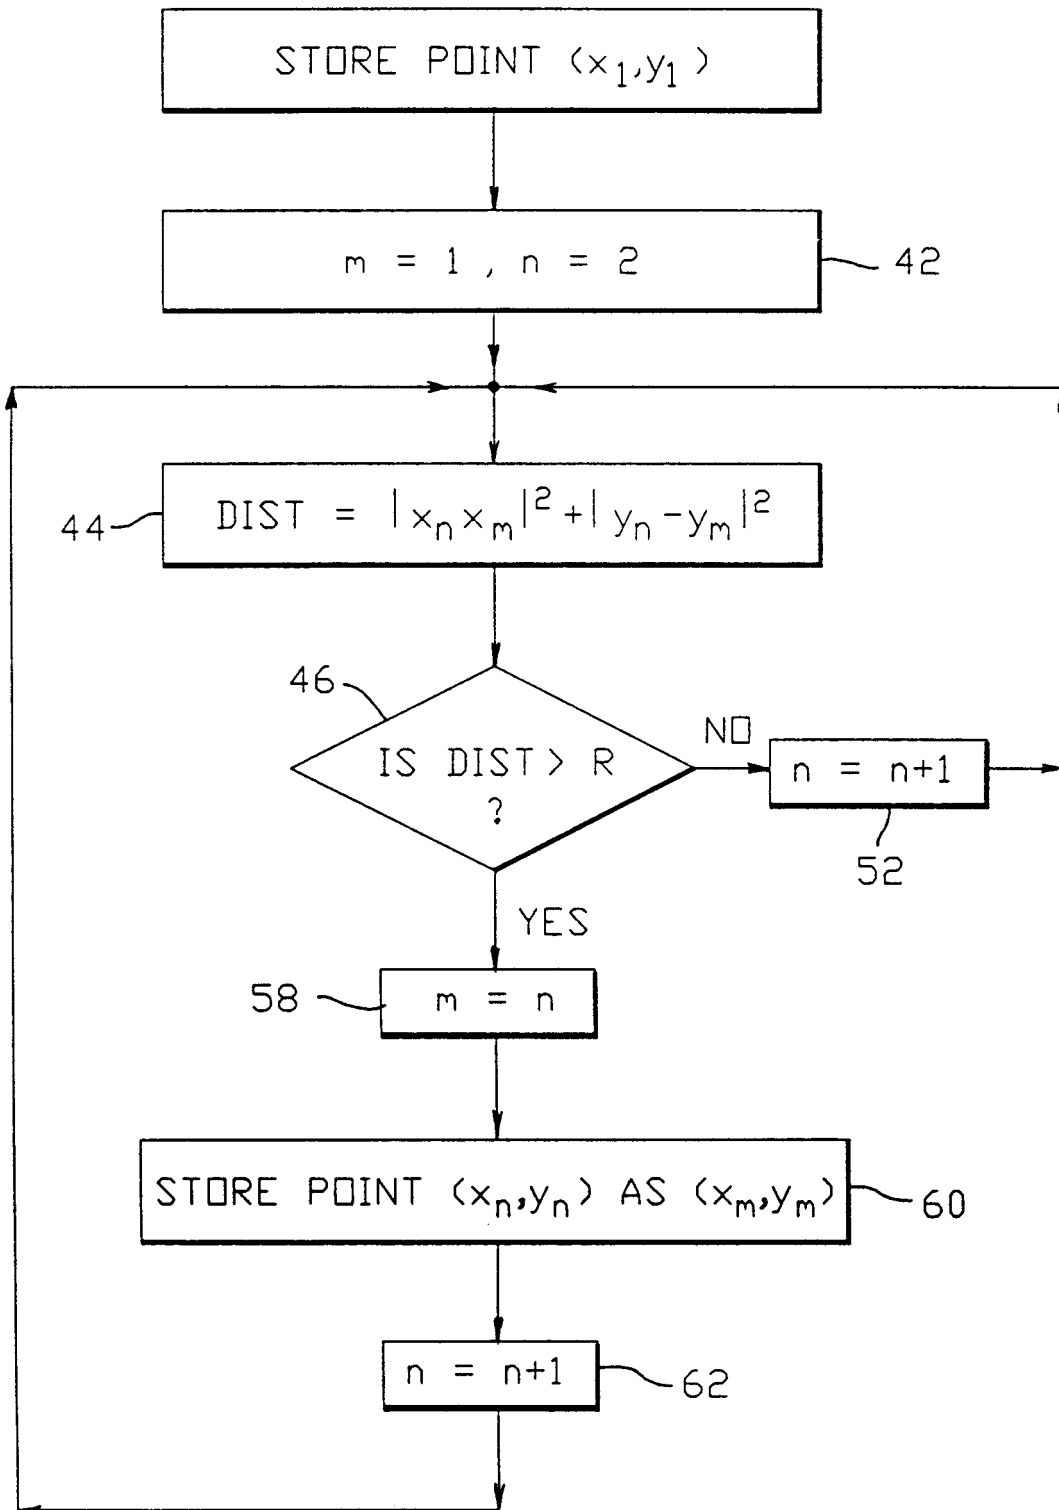 STORE POINT (x₁,y₁)
m = 1 , n = 2
42
44
DIST = |xₙxₘ|²+|yₙ-yₘ|²
46
IS DIST> R
?
NO
n = n+1
52
YES
58
m = n
STORE POINT (xₙ,yₙ) AS (xₘ,yₘ)
60
n = n+1
62